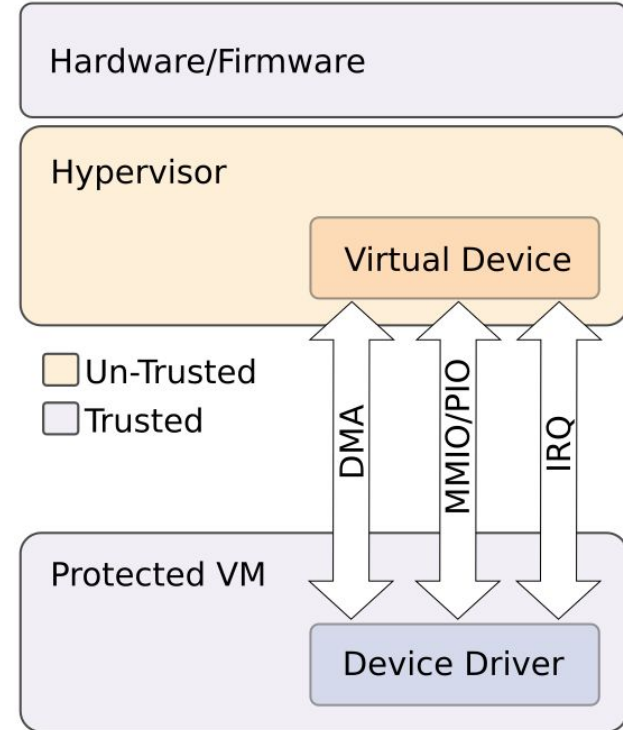 Hardware/Firmware
Hypervisor
Virtual Device
Un-Trusted
Trusted
DMA
MMIO/PIO
IRQ
Protected VM
Device Driver